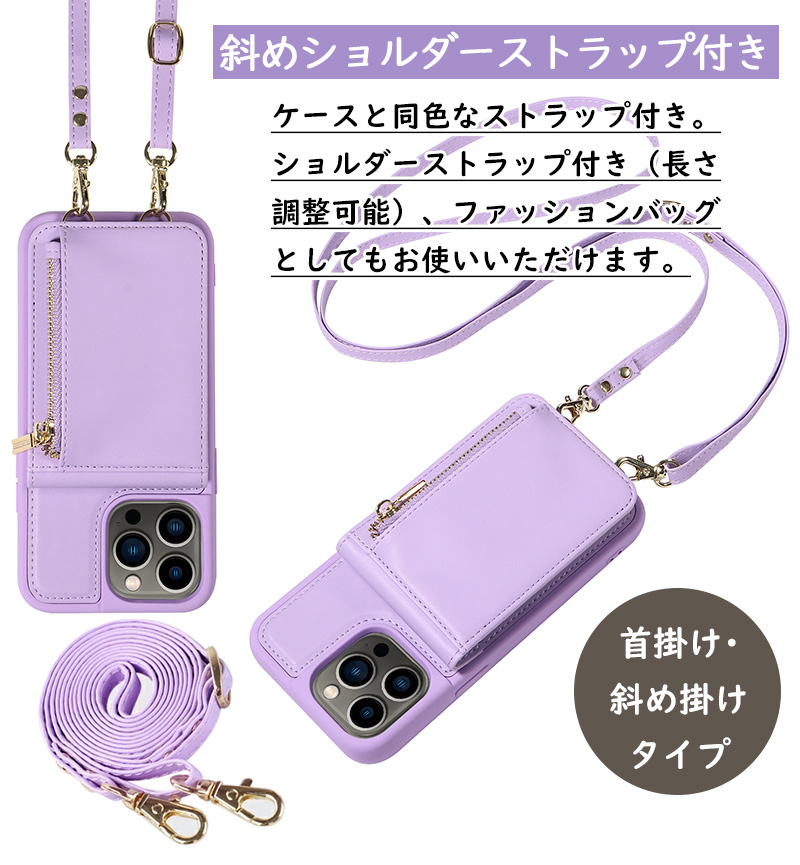 斜めショルダーストラップ付き
ケースと同色なストラップ付き。
ショルダーストラップ付き（長さ
調整可能）、ファッションバッグ
としてもお使いいただけます。
首掛け・
斜め掛け
タイプ